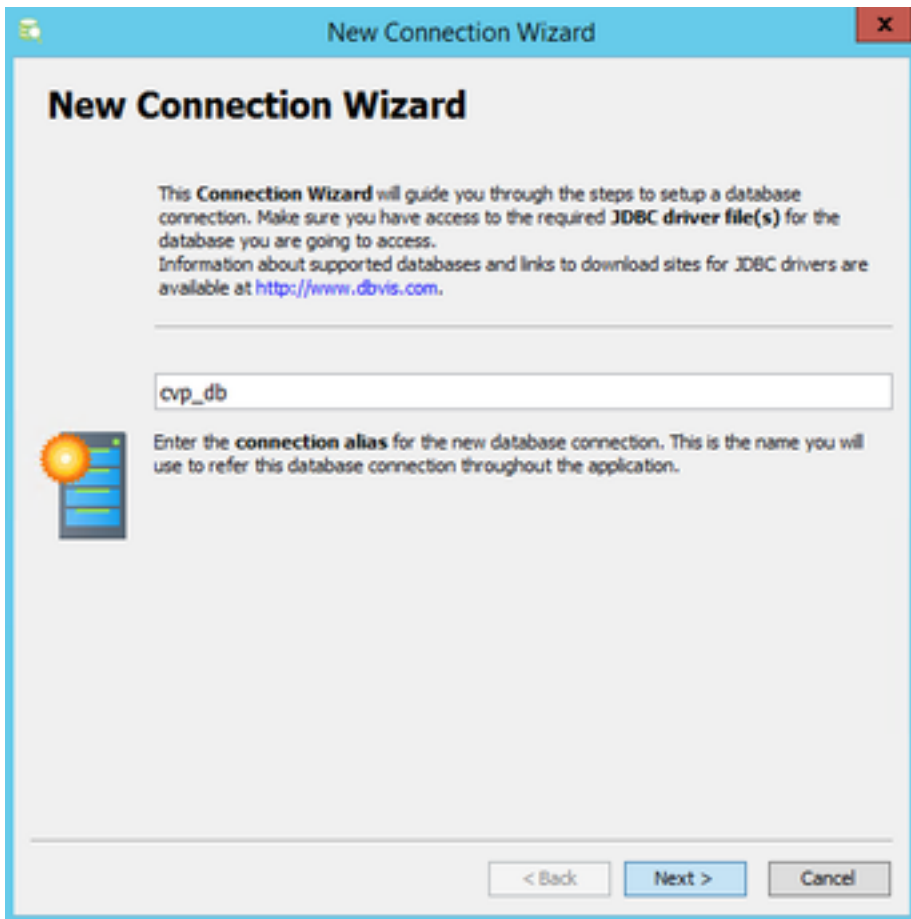 New Connection Wizard
x
New Connection Wizard
This Connection Wizard will guide you through the steps to setup a database
connection. Make sure you have access to the required JDBC driver file(s) for the
database you are going to access.
Information about supported databases and links to download sites for JDBC drivers are
available at http://www.dbvis.com.
cvp_db
Enter the connection alias for the new database connection. This is the name you will
use to refer this database connection throughout the application.
< Back Next > Cancel